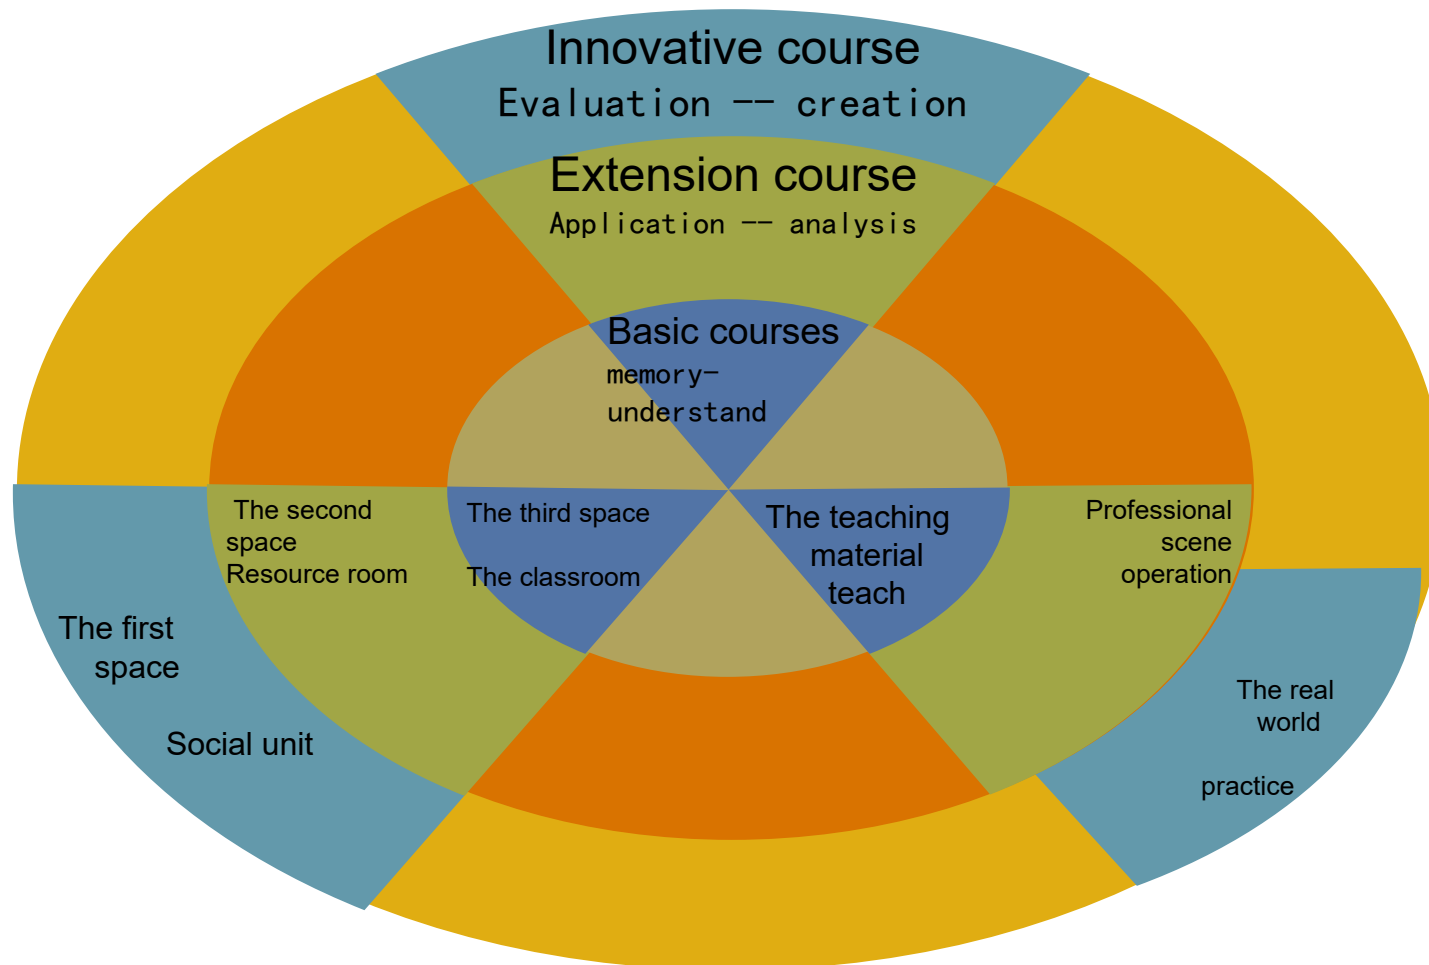 Innovative course
Evaluation -- creation
Extension course
Application -- analysis
Basic courses
memory-
understand
The second
space
Resource room
The third space
The classroom
The teaching
material
teach
Professional
scene
operation
The first
space
Social unit
The real
world
practice